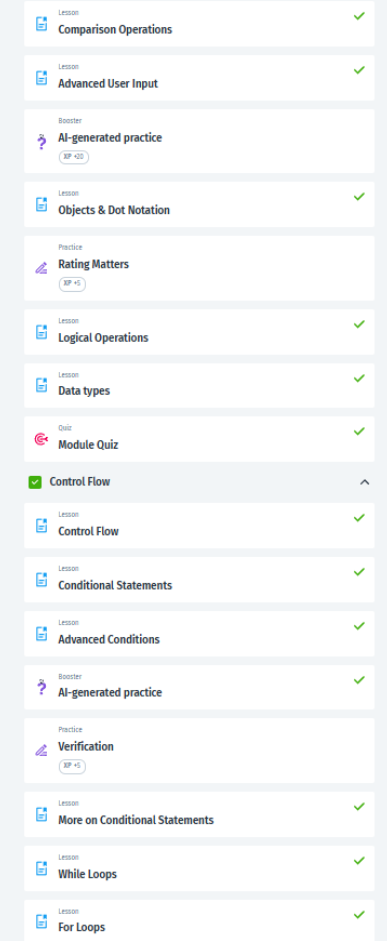 Lesson
Comparison Operations
Lesson
Advanced User Input
Booster
AI-generated practice
XP +20
Lesson
Objects & Dot Notation
Practice
Rating Matters
XP +5
Lesson
Logical Operations
Lesson
Data types
Quiz
Module Quiz
Control Flow
Lesson
Control Flow
Lesson
Conditional Statements
Lesson
Advanced Conditions
Booster
AI-generated practice
Practice
Verification
XP +5
Lesson
More on Conditional Statements
Lesson
While Loops
Lesson
For Loops